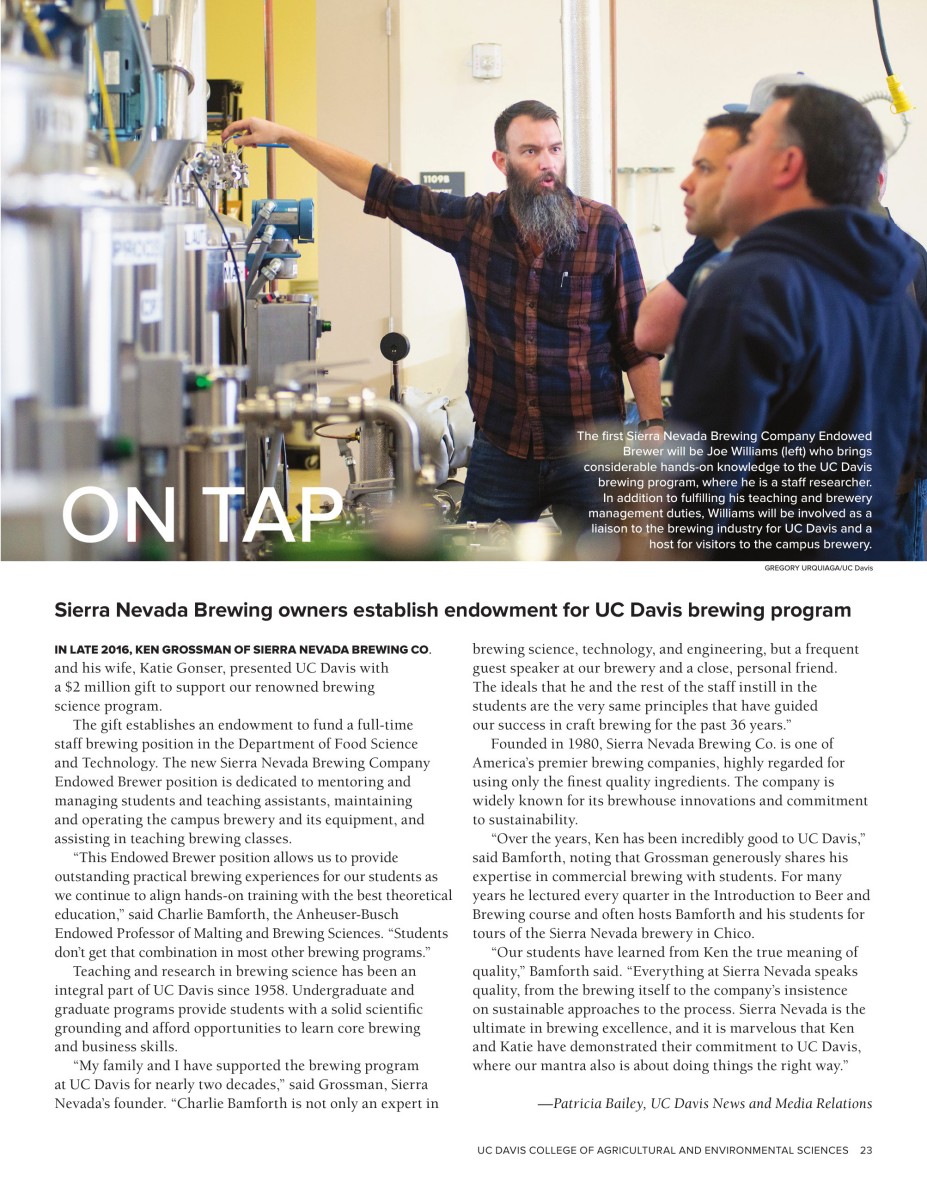 1109B
PROCE
LAUT
MA
ON TAP
The first Sierra Nevada Brewing Company Endowed
Brewer will be Joe Williams (left) who brings
considerable hands-on knowledge to the UC Davis
brewing program, where he is a staff researcher.
In addition to fulfilling his teaching and brewery
management duties, Williams will be involved as a
liaison to the brewing industry for UC Davis and a
host for visitors to the campus brewery.
GREGORY URQUIAGA/UC Davis
Sierra Nevada Brewing owners establish endowment for UC Davis brewing program
IN LATE 2016, KEN GROSSMAN OF SIERRA NEVADA BREWING CO.
and his wife, Katie Gonser, presented UC Davis with
a $2 million gift to support our renowned brewing
science program.
The gift establishes an endowment to fund a full-time
staff brewing position in the Department of Food Science
and Technology. The new Sierra Nevada Brewing Company
Endowed Brewer position is dedicated to mentoring and
managing students and teaching assistants, maintaining
and operating the campus brewery and its equipment, and
assisting in teaching brewing classes.
“This Endowed Brewer position allows us to provide
outstanding practical brewing experiences for our students as
we continue to align hands-on training with the best theoretical
education,” said Charlie Bamforth, the Anheuser-Busch
Endowed Professor of Malting and Brewing Sciences. “Students
don’t get that combination in most other brewing programs.”
Teaching and research in brewing science has been an
integral part of UC Davis since 1958. Undergraduate and
graduate programs provide students with a solid scientific
grounding and afford opportunities to learn core brewing
and business skills.
“My family and I have supported the brewing program
at UC Davis for nearly two decades,” said Grossman, Sierra
Nevada’s founder. “Charlie Bamforth is not only an expert in
brewing science, technology, and engineering, but a frequent
guest speaker at our brewery and a close, personal friend.
The ideals that he and the rest of the staff instill in the
students are the very same principles that have guided
our success in craft brewing for the past 36 years.”
Founded in 1980, Sierra Nevada Brewing Co. is one of
America’s premier brewing companies, highly regarded for
using only the finest quality ingredients. The company is
widely known for its brewhouse innovations and commitment
to sustainability.
“Over the years, Ken has been incredibly good to UC Davis,”
said Bamforth, noting that Grossman generously shares his
expertise in commercial brewing with students. For many
years he lectured every quarter in the Introduction to Beer and
Brewing course and often hosts Bamforth and his students for
tours of the Sierra Nevada brewery in Chico.
“Our students have learned from Ken the true meaning of
quality,” Bamforth said. “Everything at Sierra Nevada speaks
quality, from the brewing itself to the company’s insistence
on sustainable approaches to the process. Sierra Nevada is the
ultimate in brewing excellence, and it is marvelous that Ken
and Katie have demonstrated their commitment to UC Davis,
where our mantra also is about doing things the right way.”
—Patricia Bailey, UC Davis News and Media Relations
UC DAVIS COLLEGE OF AGRICULTURAL AND ENVIRONMENTAL SCIENCES 23